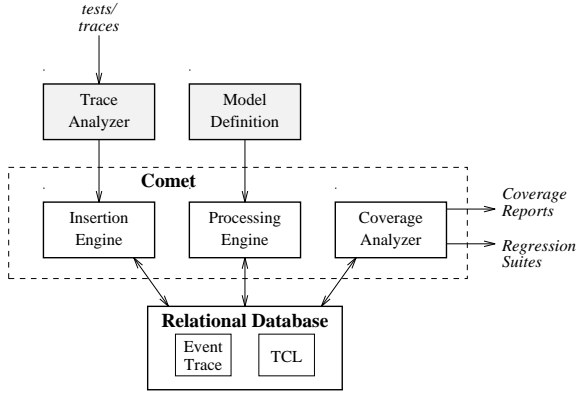 tests/
traces
Trace
Analyzer
Model
Definition
Comet
Insertion
Engine
Processing
Engine
Coverage
Analyzer
Coverage
Reports
Regression
Suites
Relational Database
Event
Trace
TCL